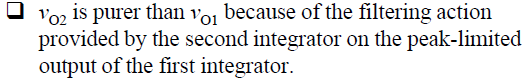 ❑ vO2 is purer than vO1 because of the filtering action
provided by the second integrator on the peak-limited
output of the first integrator.